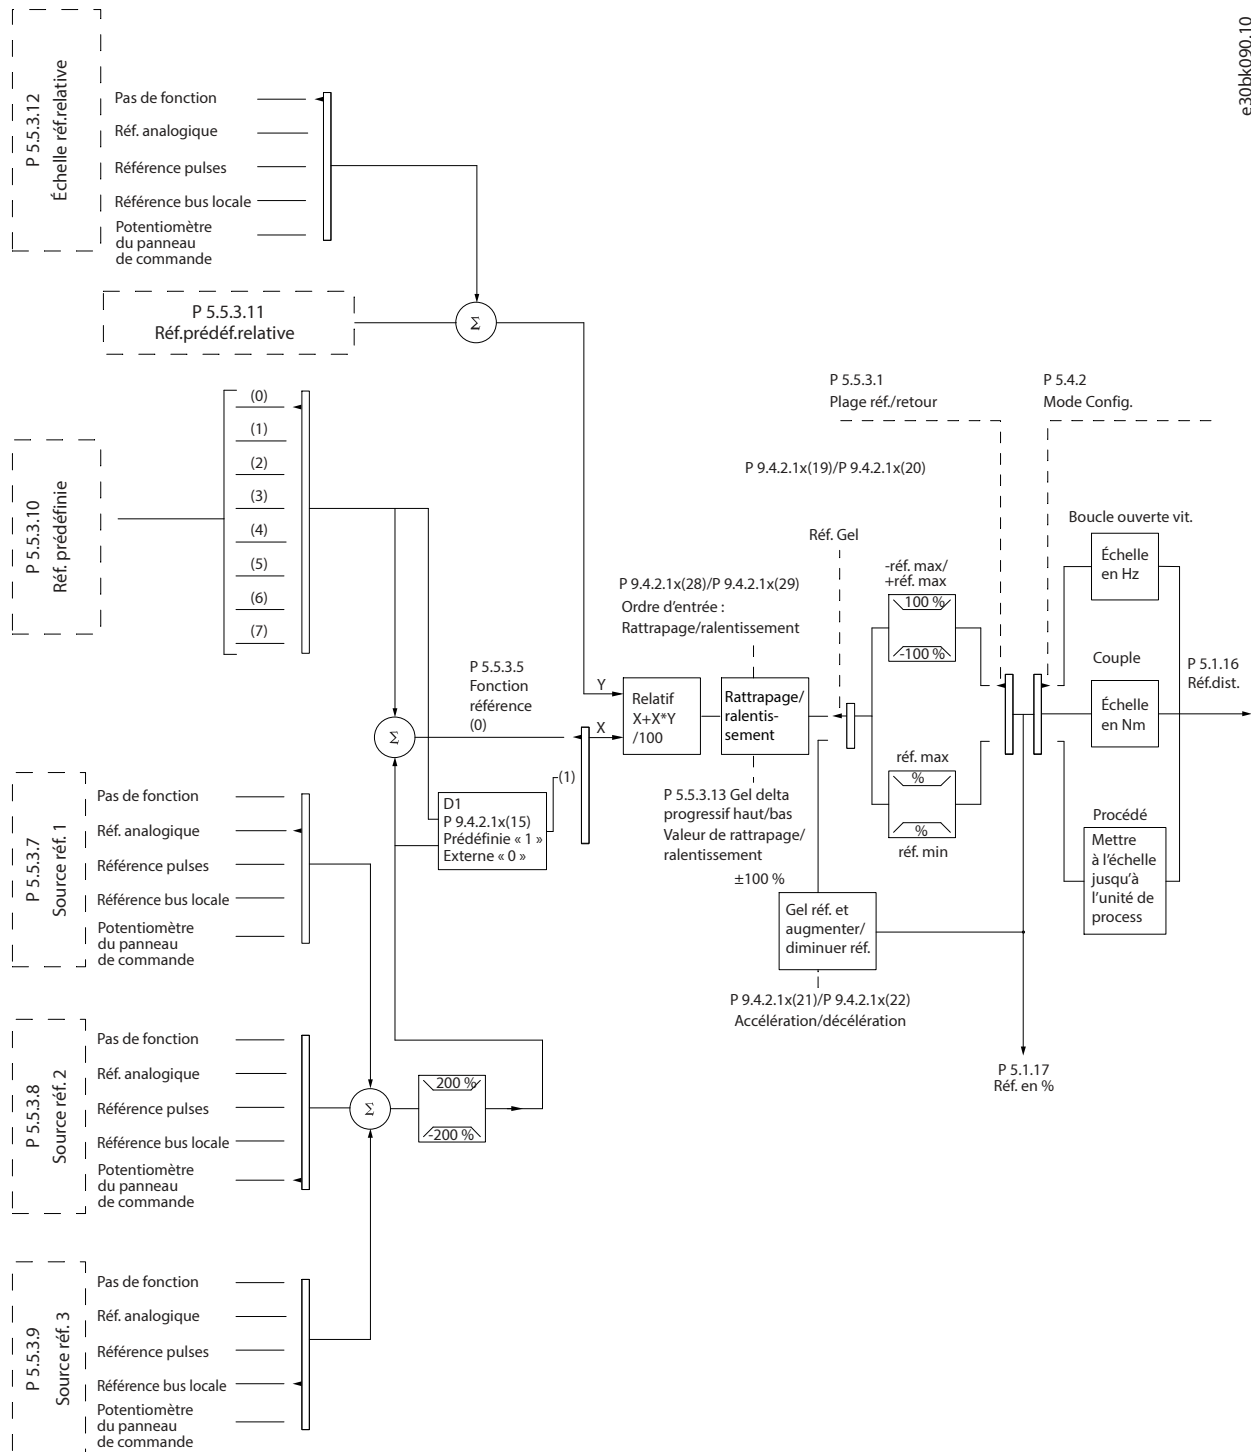 e30bk090.10
P 5.5.3.12
Échelle réf.relative
Pas de fonction
Réf. analogique
Référence pulses
Référence bus locale
Potentiomètre
du panneau
de commande
P 5.5.3.11
Réf.prédéf.relative
Σ
P 5.5.3.10
Réf. prédéfinie
(0)
(1)
(2)
(3)
(4)
(5)
(6)
(7)
P 5.5.3.1
Plage réf./retour
P 5.4.2
Mode Config.
P 9.4.2.1x(19)/P 9.4.2.1x(20)
Réf. Gel
Boucle ouverte vit.
Échelle
en Hz
-réf. max/
+réf. max
100 %
-100 %
P 9.4.2.1x(28)/P 9.4.2.1x(29)
Ordre d’entrée :
Rattrapage/ralentissement
P 5.5.3.5
Fonction
référence
(0)
Y
X
Relatif
X+X*Y
/100
Rattrapage/
ralentis-
sement
Couple
Échelle
en Nm
P 5.1.16
Réf.dist.
Σ
(1)
D1
P 9.4.2.1x(15)
Prédéfinie « 1 »
Externe « 0 »
réf. max
%
%
réf. min
P 5.5.3.13 Gel delta
progressif haut/bas
Valeur de rattrapage/
ralentissement
±100 %
Procédé
Mettre
à l’échelle
jusqu’à
l’unité de
process
Gel réf. et
augmenter/
diminuer réf.
P 9.4.2.1x(21)/P 9.4.2.1x(22)
Accélération/décélération
P 5.1.17
Réf. en %
P 5.5.3.7
Source réf. 1
Pas de fonction
Réf. analogique
Référence pulses
Référence bus locale
Potentiomètre
du panneau
de commande
P 5.5.3.8
Source réf. 2
Pas de fonction
Réf. analogique
Référence pulses
Référence bus locale
Potentiomètre
du panneau
de commande
Σ
200 %
-200 %
P 5.5.3.9
Source réf. 3
Pas de fonction
Réf. analogique
Référence pulses
Référence bus locale
Potentiomètre
du panneau
de commande